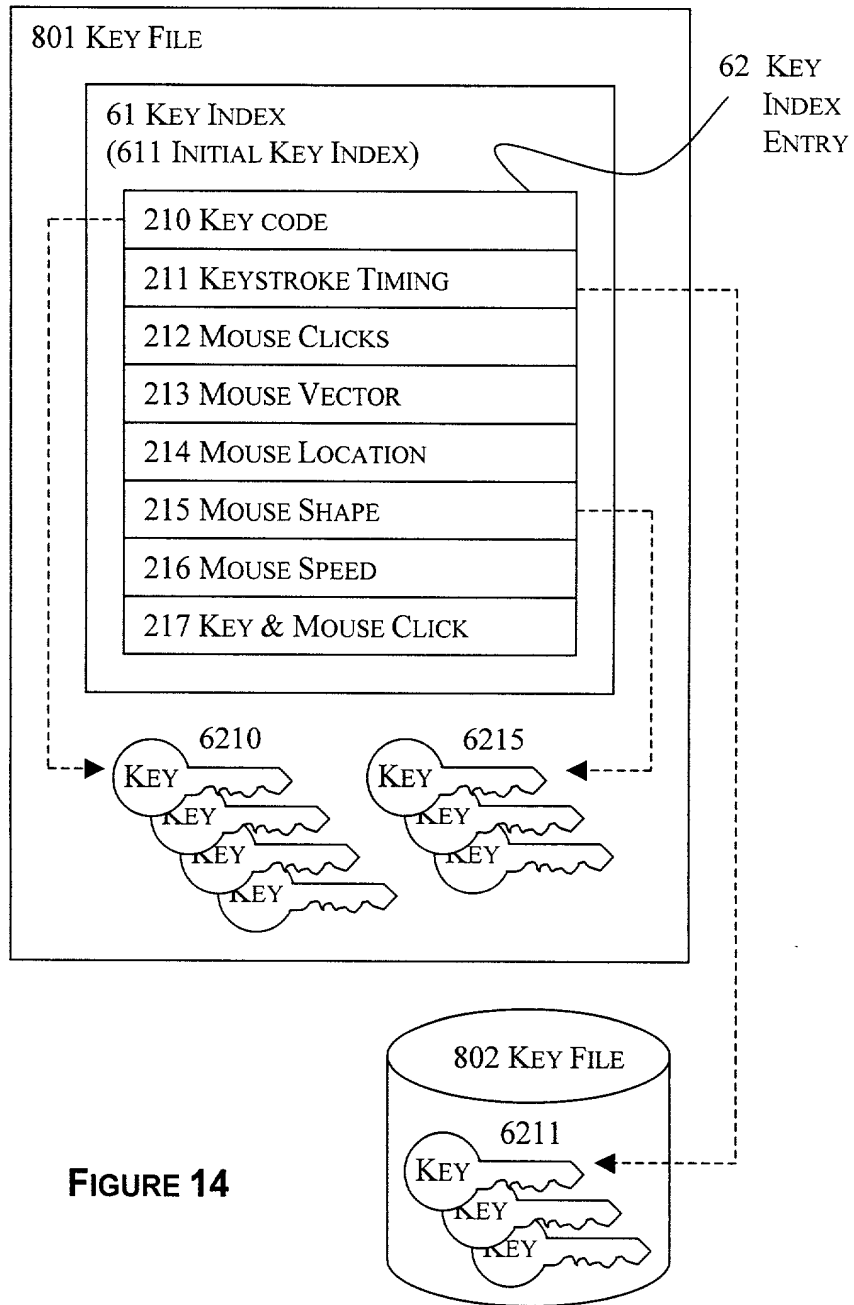 801 KEY FILE
62 KEY
INDEX
ENTRY
61 KEY INDEX
(611 INITIAL KEY INDEX)
210 KEY CODE
211 KEYSTROKE TIMING
212 MOUSE CLICKS
213 MOUSE VECTOR
214 MOUSE LOCATION
215 MOUSE SHAPE
216 MOUSE SPEED
217 KEY & MOUSE CLICK
6210
KEY
KEY
KEY
KEY
6215
KEY
KEY
KEY
802 KEY FILE
6211
KEY
KEY
KEY
FIGURE 14